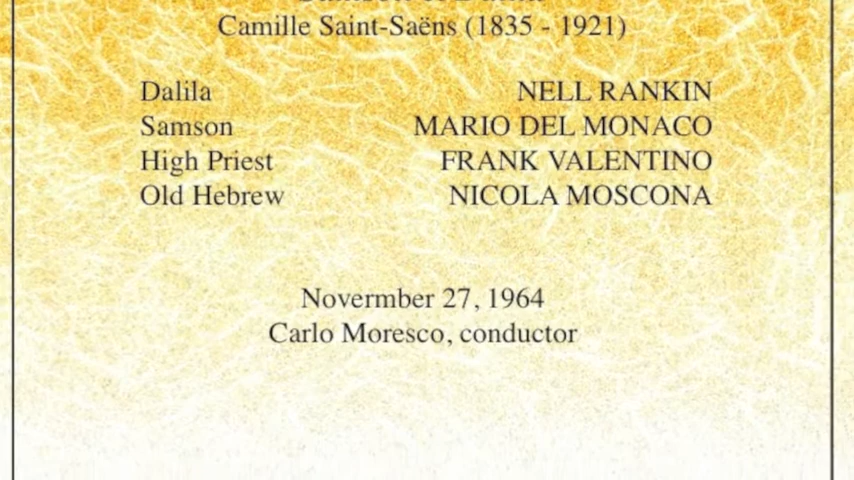 Camille Saint-Saëns (1835 - 1921)
Dalila NELL RANKIN
Samson MARIO DEL MONACO
High Priest FRANK VALENTINO
Old Hebrew NICOLA MOSCONA
Novermber 27, 1964
Carlo Moresco, conductor